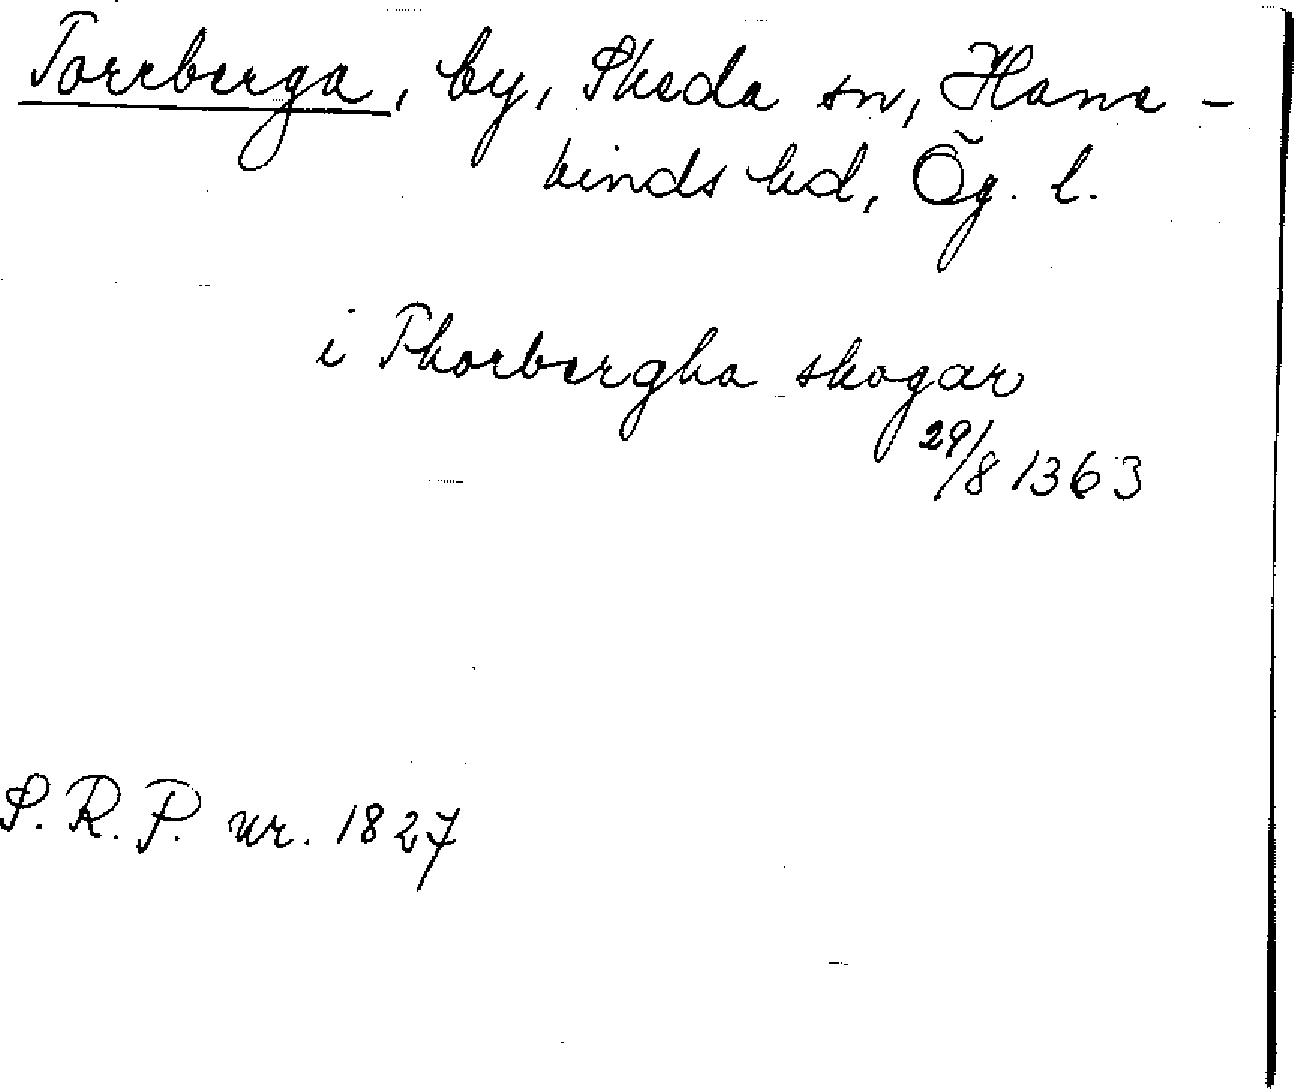 Torrberga, by, Skeda sn, Hane-
kinds hd, Ög. l.
i Thorbergha skogar
29/8 1363
S.R.P. nr. 1827